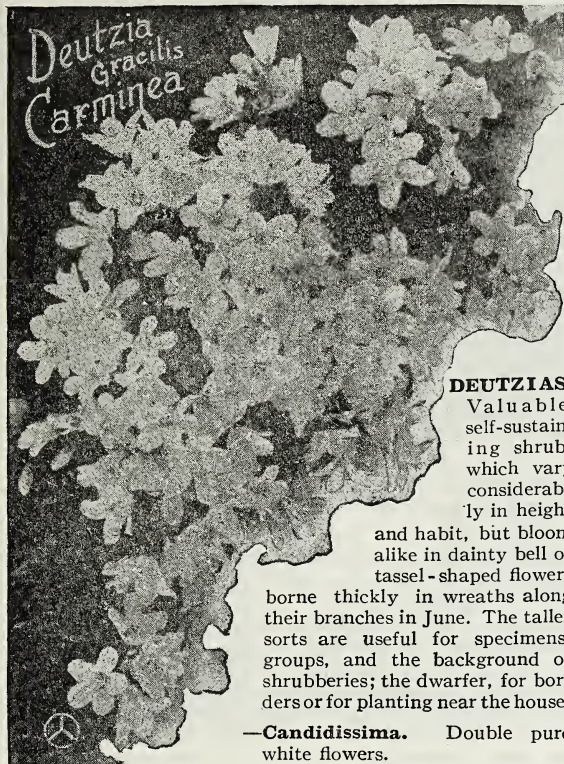 Deutzia
Gracilis
Carminea
DEUTZIAS
Valuable
self-sustain
ing shrub
which var
considerab
ly in heigh
and habit, but bloon
alike in dainty bell o
tassel-shaped flower
borne thickly in wreaths along
their branches in June. The talle
sorts are useful for specimens
groups, and the background o
shrubberies; the dwarfer, for bor
ders or for planting near the house
—Candidissima. Double pure
white flowers.